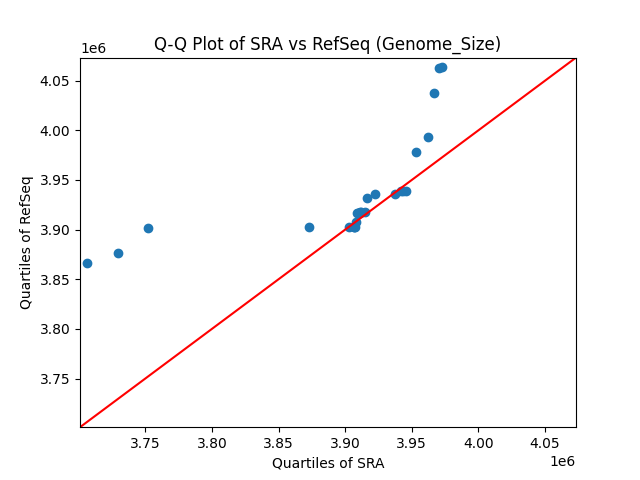 Q-Q Plot of SRA vs RefSeq (Genome_Size)
1e6
4.05
4.00
3.95
3.90
3.85
3.80
3.75
Quartiles of RefSeq
3.75 3.80 3.85 3.90 3.95 4.00 4.05
1e6
Quartiles of SRA